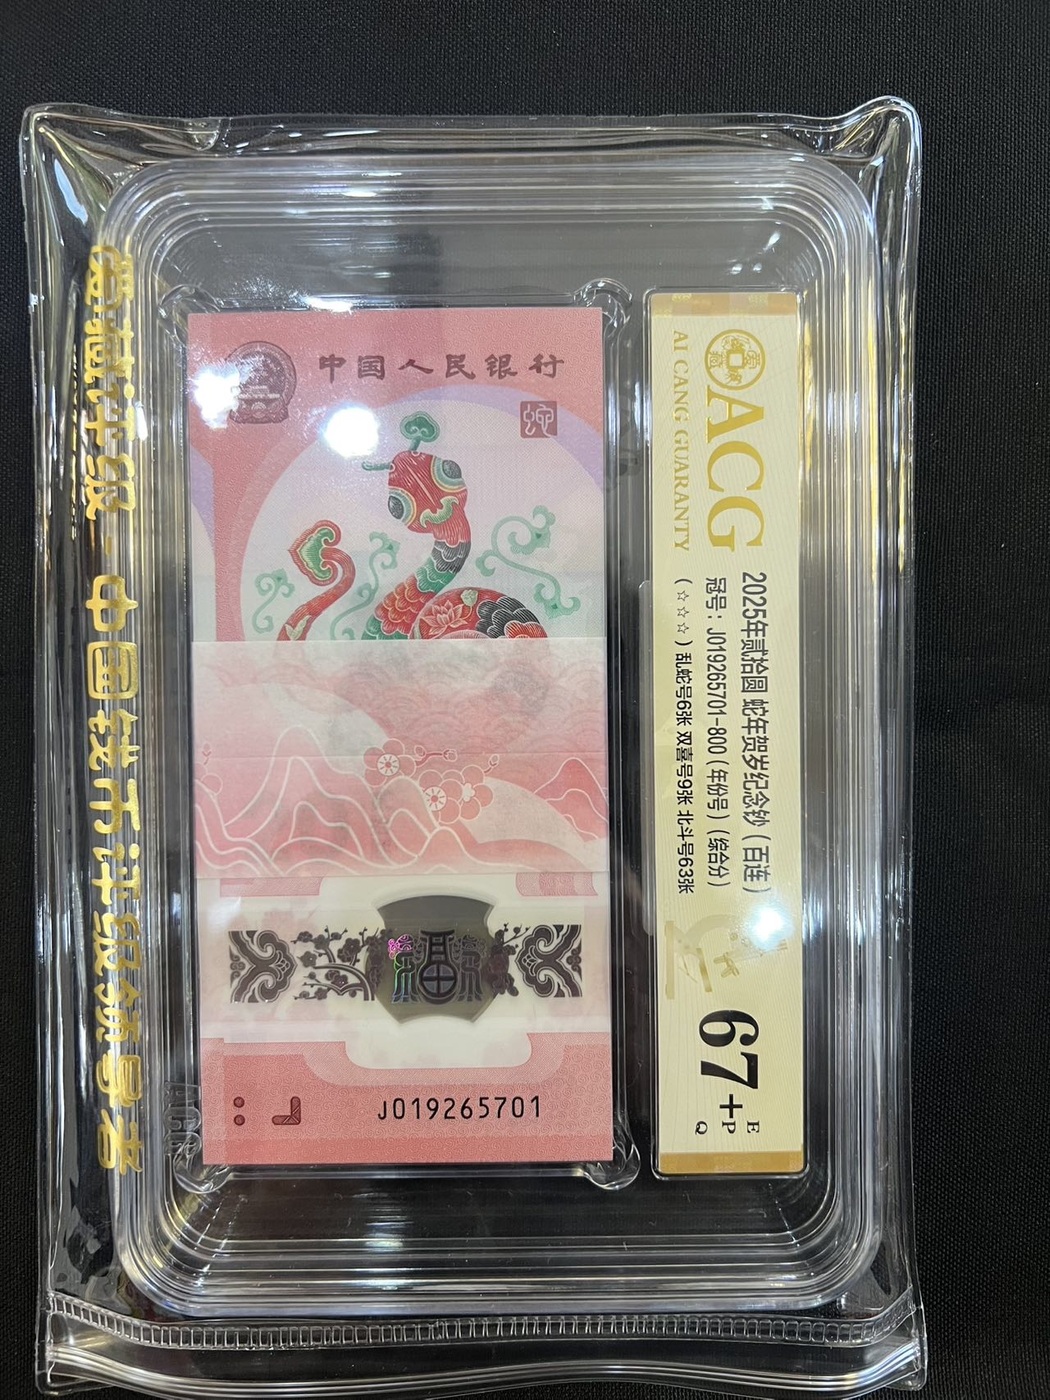 中国人民银行
蛇
福
J019265701
ACG
AI CANG GUARANTY
2025年贰拾圆 蛇年贺岁纪念钞（百连）
冠号：J019265701-800（年份号）（综合分）
（☆☆☆）乱蛇号6张 双喜号9张 北斗号63张
67+
E
P
Q
爱藏评级－中国钱币评级领导者